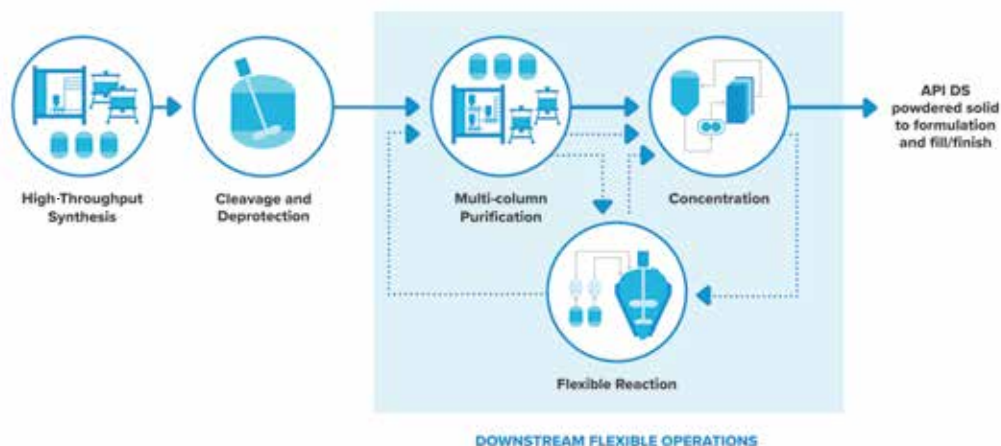 High-Throughput
Synthesis
Cleavage and
Deprotection
Multi-column
Purification
Concentration
API DS
powdered solid
to formulation
and fill/finish
Flexible Reaction
DOWNSTREAM FLEXIBLE OPERATIONS